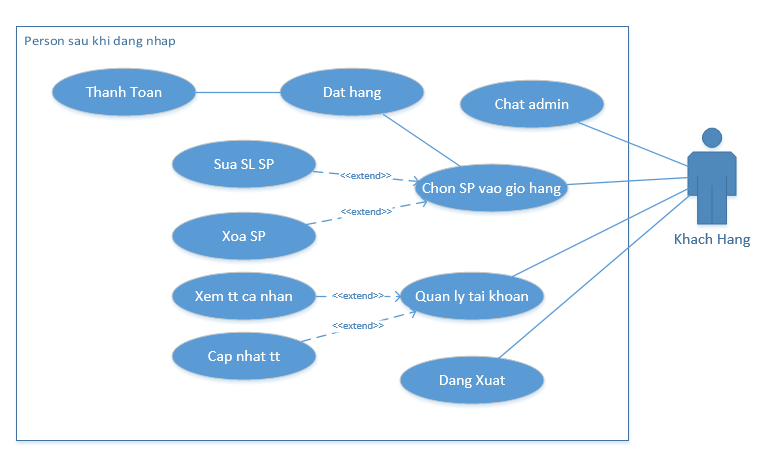 Person sau khi dang nhap
Thanh Toan
Dat hang
Chat admin
Sua SL SP
<<extend>>
Chon SP vao gio hang
<<extend>>
Xoa SP
Khach Hang
Xem tt ca nhan
<<extend>>
Quan ly tai khoan
<<extend>>
Cap nhat tt
Dang Xuat